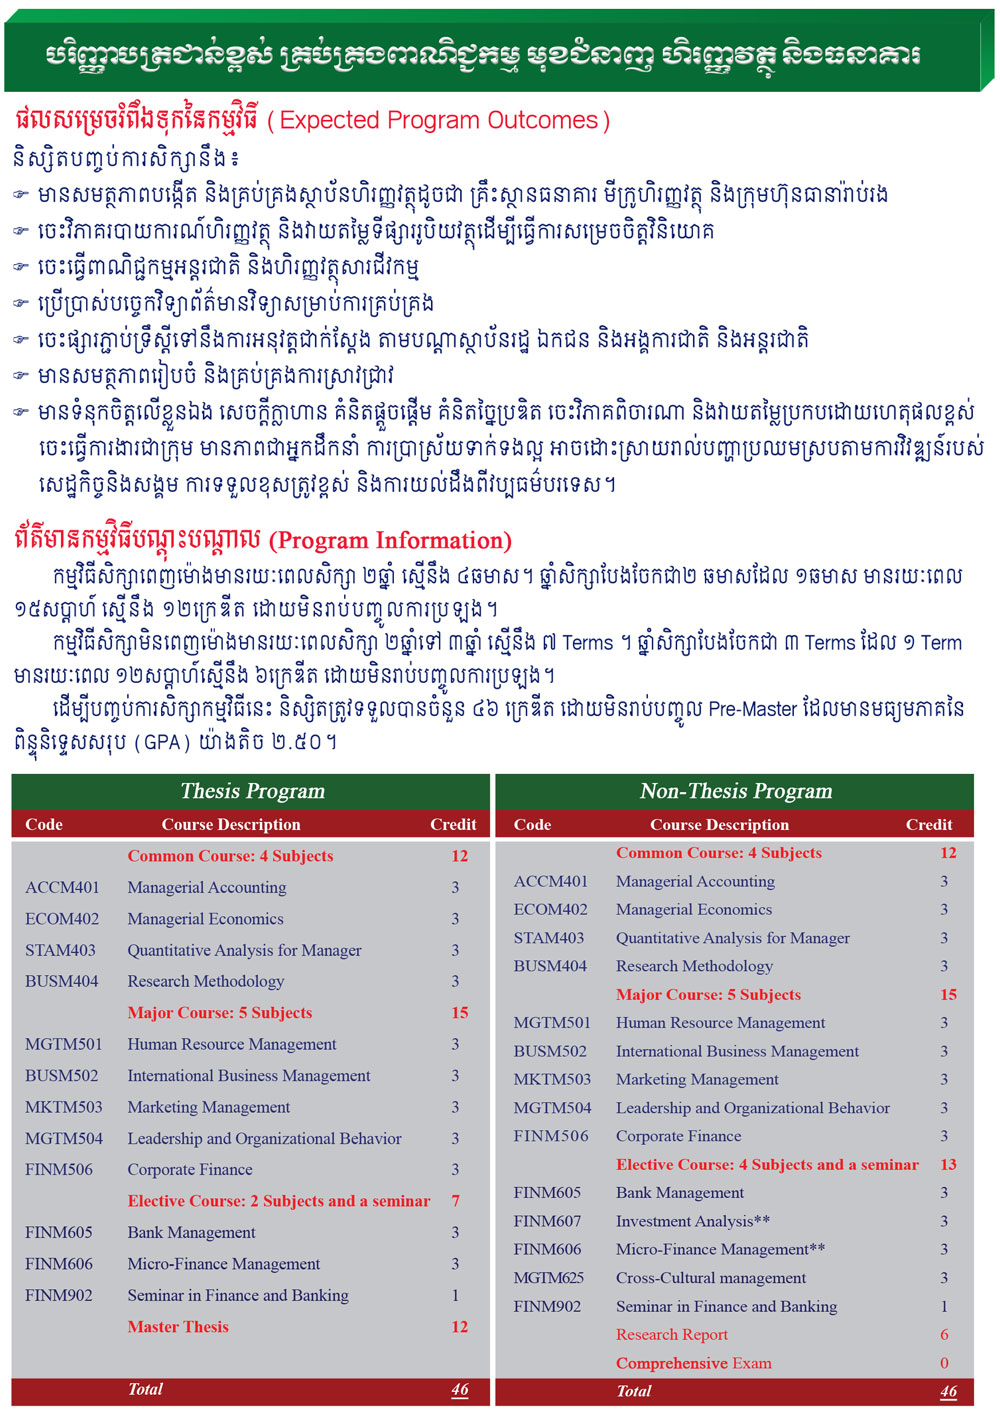 បរិញ្ញាបត្រជាន់ខ្ពស់ គ្រប់គ្រងពាណិជ្ជកម្ម មុខជំនាញ ហិរញ្ញវត្ថុ និងធនាគារ
ផលសម្រេចរំពឹងទុកនៃកម្មវិធី ( Expected Program Outcomes )
និស្សិតបញ្ចប់ការសិក្សានឹង ៖
☞ មានសមត្ថភាពបង្កើត និងគ្រប់គ្រងស្ថាប័នហិរញ្ញវត្ថុដូចជា គ្រឹះស្ថានធនាគារ មីក្រូហិរញ្ញវត្ថុ និងក្រុមហ៊ុនធានារ៉ាប់រង
☞ ចេះវិភាគរបាយការណ៍ហិរញ្ញវត្ថុ និងវាយតម្លៃទីផ្សាររូបិយវត្ថុដើម្បីធ្វើការសម្រេចចិត្តវិនិយោគ
☞ ចេះធ្វើពាណិជ្ជកម្មអន្តរជាតិ និងហិរញ្ញវត្ថុសារជីវកម្ម
☞ ប្រើប្រាស់បច្ចេកវិទ្យាព័ត៌មានវិទ្យាសម្រាប់ការគ្រប់គ្រង
☞ ចេះផ្សារភ្ជាប់ទ្រឹស្តីទៅនឹងការអនុវត្តជាក់ស្តែង តាមបណ្តាស្ថាប័នរដ្ឋ ឯកជន និងអង្គការជាតិ និងអន្តរជាតិ
☞ មានសមត្ថភាពរៀបចំ និងគ្រប់គ្រងការស្រាវជ្រាវ
☞ មានទំនុកចិត្តលើខ្លួនឯង សេចក្តីក្លាហាន គំនិតផ្តួចផ្តើម គំនិតច្នៃប្រឌិត ចេះវិភាគពិចារណា និងវាយតម្លៃប្រកបដោយហេតុផលខ្ពស់
ចេះធ្វើការងារជាក្រុម មានភាពជាអ្នកដឹកនាំ ការប្រាស្រ័យទាក់ទងល្អ អាចដោះស្រាយរាល់បញ្ហាប្រឈមស្របតាមការវិវឌ្ឍន៍របស់
សេដ្ឋកិច្ចនិងសង្គម ការទទួលខុសត្រូវខ្ពស់ និងការយល់ដឹងពីវប្បធម៌បរទេស។
ព័ត៌មានកម្មវិធីបណ្តុះបណ្តាល (Program Information)
កម្មវិធីសិក្សាពេញម៉ោងមានរយៈពេលសិក្សា ២ឆ្នាំ ស្មើនឹង ៤ឆមាស។ ឆ្នាំសិក្សាបែងចែកជា២ ឆមាសដែល ១ឆមាស មានរយៈពេល
១៥សប្តាហ៍ ស្មើនឹង ១២ក្រេឌីត ដោយមិនរាប់បញ្ចូលការប្រឡង។
កម្មវិធីសិក្សាមិនពេញម៉ោងមានរយៈពេលសិក្សា ២ឆ្នាំទៅ ៣ឆ្នាំ ស្មើនឹង ៧ Terms ។ ឆ្នាំសិក្សាបែងចែកជា ៣ Terms ដែល ១ Term
មានរយៈពេល ១២សប្តាហ៍ស្មើនឹង ៦ក្រេឌីត ដោយមិនរាប់បញ្ចូលការប្រឡង។
ដើម្បីបញ្ចប់ការសិក្សាកម្មវិធីនេះ និស្សិតត្រូវទទួលបានចំនួន ៤៦ ក្រេឌីត ដោយមិនរាប់បញ្ចូល Pre-Master ដែលមានមធ្យមភាគនៃ
ពិន្ទុនិទ្ទេសសរុប (GPA) យ៉ាងតិច ២.៥០។
Thesis Program
Code Course Description Credit
Common Course: 4 Subjects 12
ACCM401 Managerial Accounting 3
ECOM402 Managerial Economics 3
STAM403 Quantitative Analysis for Manager 3
BUSM404 Research Methodology 3
Major Course: 5 Subjects 15
MGTM501 Human Resource Management 3
BUSM502 International Business Management 3
MKTM503 Marketing Management 3
MGTM504 Leadership and Organizational Behavior 3
FINM506 Corporate Finance 3
Elective Course: 2 Subjects and a seminar 7
FINM605 Bank Management 3
FINM606 Micro-Finance Management 3
FINM902 Seminar in Finance and Banking 1
Master Thesis 12
Total 46
Non-Thesis Program
Code Course Description Credit
Common Course: 4 Subjects 12
ACCM401 Managerial Accounting 3
ECOM402 Managerial Economics 3
STAM403 Quantitative Analysis for Manager 3
BUSM404 Research Methodology 3
Major Course: 5 Subjects 15
MGTM501 Human Resource Management 3
BUSM502 International Business Management 3
MKTM503 Marketing Management 3
MGTM504 Leadership and Organizational Behavior 3
FINM506 Corporate Finance 3
Elective Course: 4 Subjects and a seminar 13
FINM605 Bank Management 3
FINM607 Investment Analysis** 3
FINM606 Micro-Finance Management** 3
MGTM625 Cross-Cultural management 3
FINM902 Seminar in Finance and Banking 1
Research Report 6
Comprehensive Exam 0
Total 46